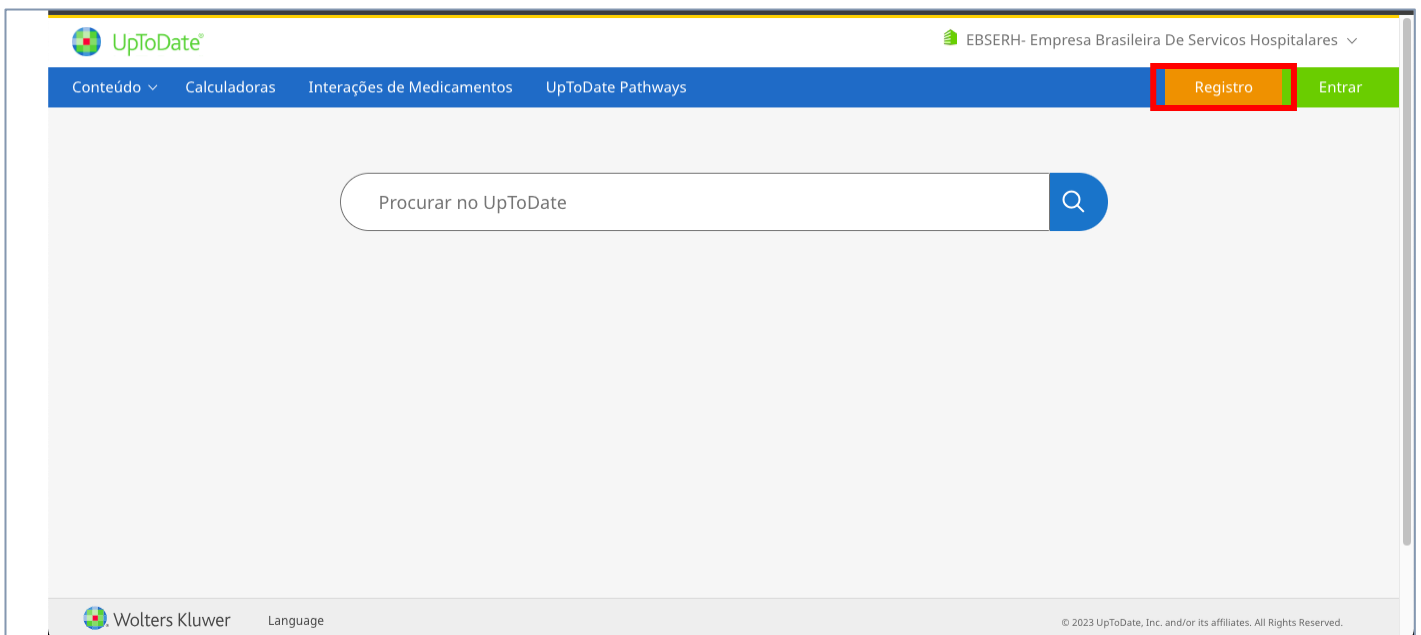 UpToDate®
EBSERH- Empresa Brasileira De Servicos Hospitalares
Conteúdo Calculadoras Interações de Medicamentos UpToDate Pathways Registro Entrar
Procurar no UpToDate
Wolters Kluwer Language © 2023 UpToDate, Inc. and/or its affiliates. All Rights Reserved.